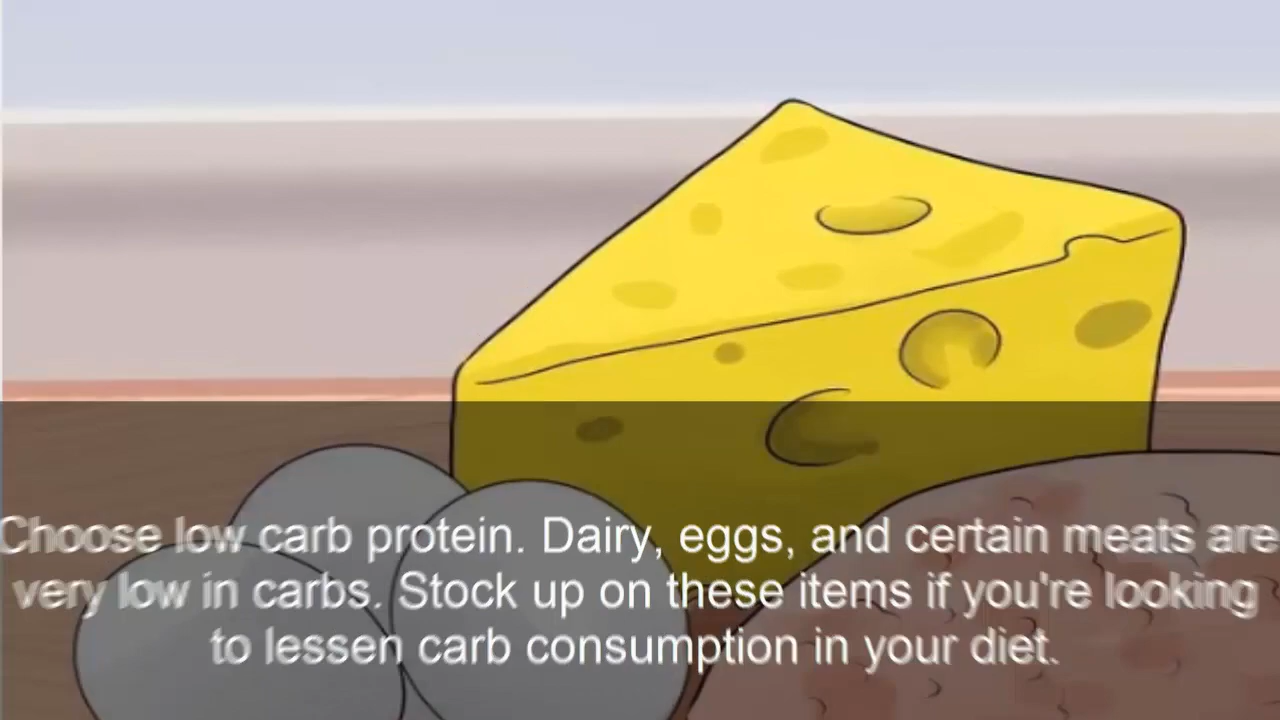 Choose low carb protein. Dairy, eggs, and certain meats are
very low in carbs. Stock up on these items if you're looking
to lessen carb consumption in your diet.